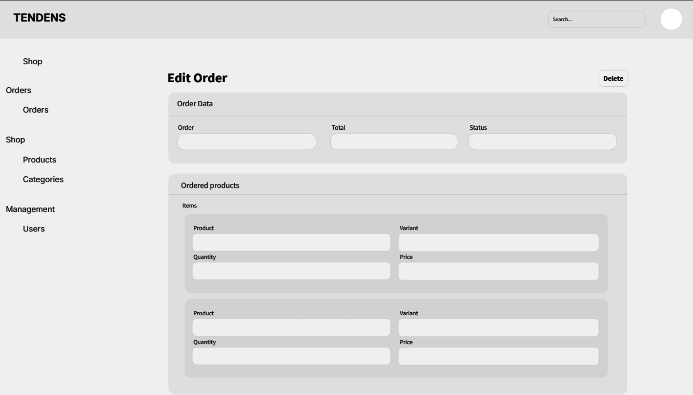 TENDENS
Search...
Shop
Orders
Orders
Shop
Products
Categories
Management
Users
Edit Order
Delete
Order Data
Order
Total
Status
Ordered products
Items
Product
Variant
Quantity
Price
Product
Variant
Quantity
Price